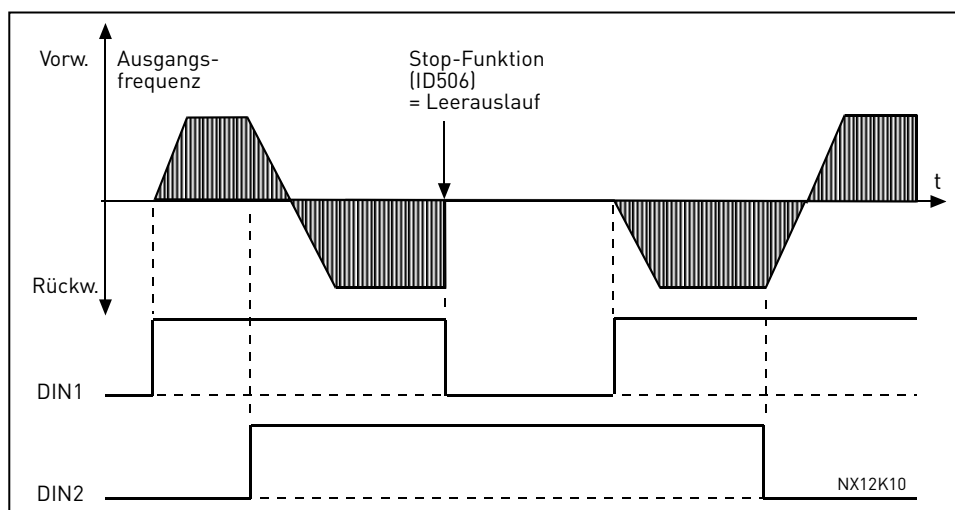 Vorw.
Ausgangs-
frequenz
Stop-Funktion
(ID506)
= Leerauslauf
t
Rückw.
DIN1
DIN2
NX12K10